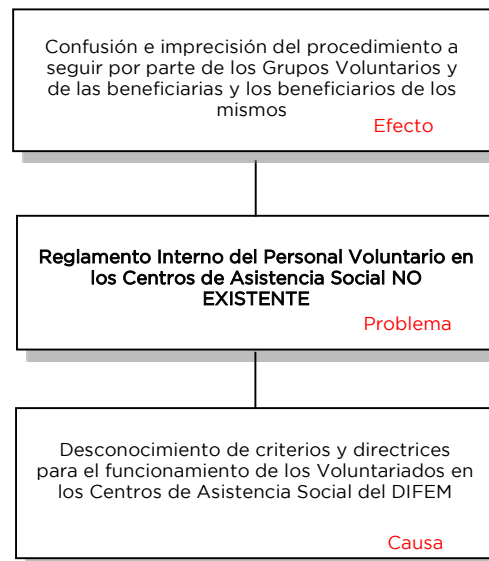 Confusión e imprecisión del procedimiento a
seguir por parte de los Grupos Voluntarios y
de las beneficiarias y los beneficiarios de los
mismos
Efecto
Reglamento Interno del Personal Voluntario en
los Centros de Asistencia Social NO
EXISTENTE
Problema
Desconocimiento de criterios y directrices
para el funcionamiento de los Voluntariados en
los Centros de Asistencia Social del DIFEM
Causa